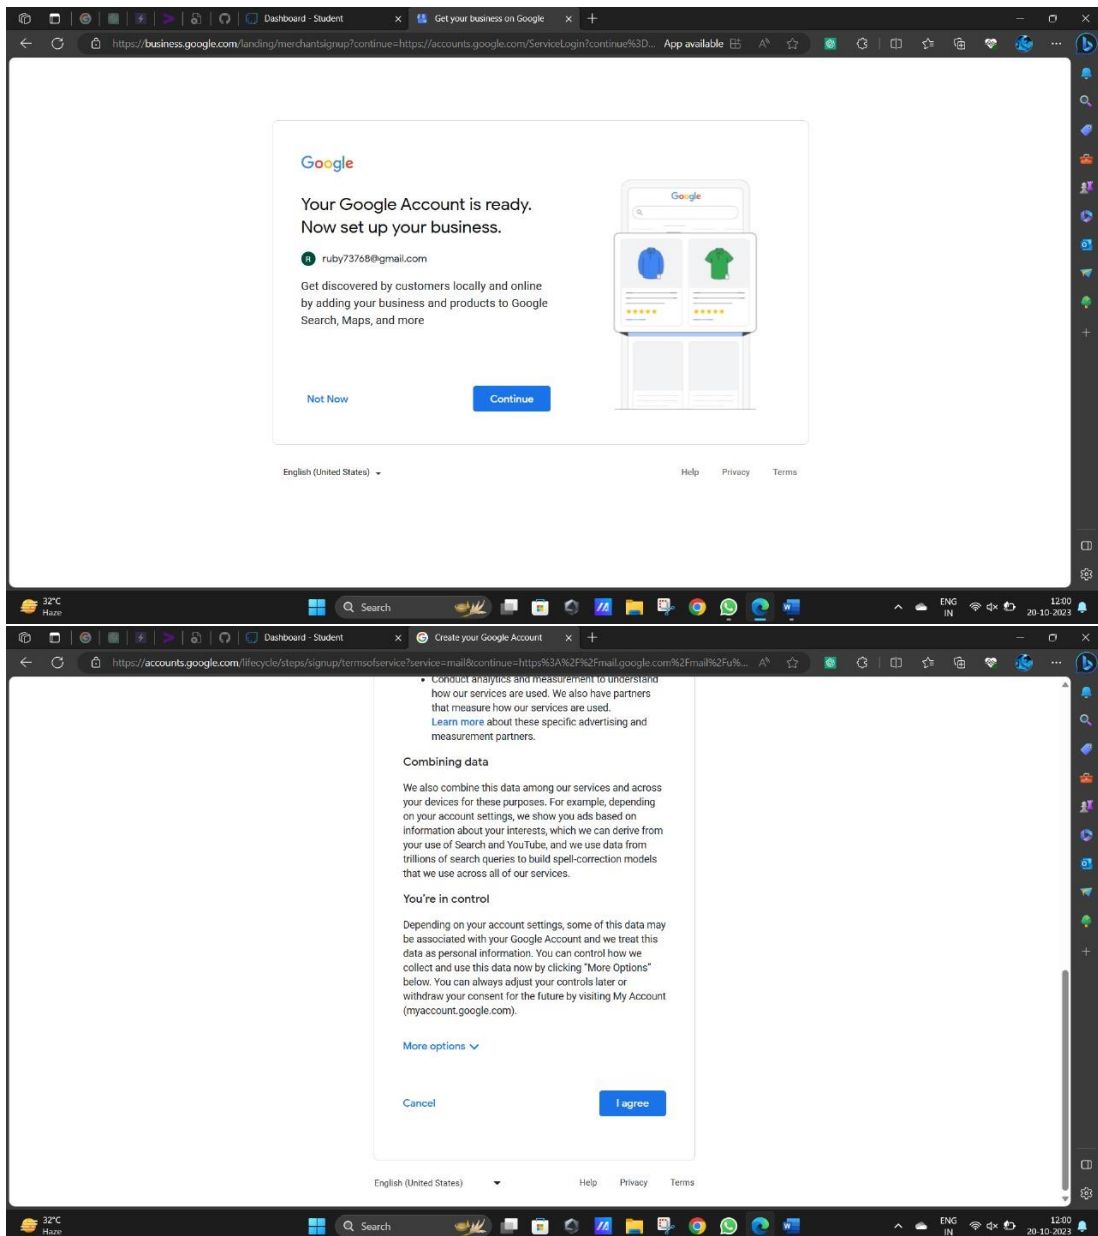 Dashboard - Student
Get your business on Google
https://business.google.com/landing/merchantsignup?continue=https://accounts.google.com/ServiceLogin?continue%3D...
App available
Google
Your Google Account is ready.
Now set up your business.
R ruby73768@gmail.com
Get discovered by customers locally and online
by adding your business and products to Google
Search, Maps, and more
Not Now
Continue
Google
English (United States)
Help Privacy Terms
32°C
Haze
Search
ENG
IN
12:00
20-10-2023
Dashboard - Student
Create your Google Account
https://accounts.google.com/lifecycle/steps/signup/termsofservice?service=mail&continue=https%3A%2F%2Fmail.google.com%2Fmail%2Fu%...
• Conduct analytics and measurement to understand
how our services are used. We also have partners
that measure how our services are used.
Learn more about these specific advertising and
measurement partners.
Combining data
We also combine this data among our services and across
your devices for these purposes. For example, depending
on your account settings, we show you ads based on
information about your interests, which we can derive from
your use of Search and YouTube, and we use data from
trillions of search queries to build spell-correction models
that we use across all of our services.
You're in control
Depending on your account settings, some of this data may
be associated with your Google Account and we treat this
data as personal information. You can control how we
collect and use this data now by clicking "More Options"
below. You can always adjust your controls later or
withdraw your consent for the future by visiting My Account
(myaccount.google.com).
More options
Cancel
I agree
English (United States)
Help Privacy Terms
32°C
Haze
Search
ENG
IN
12:00
20-10-2023